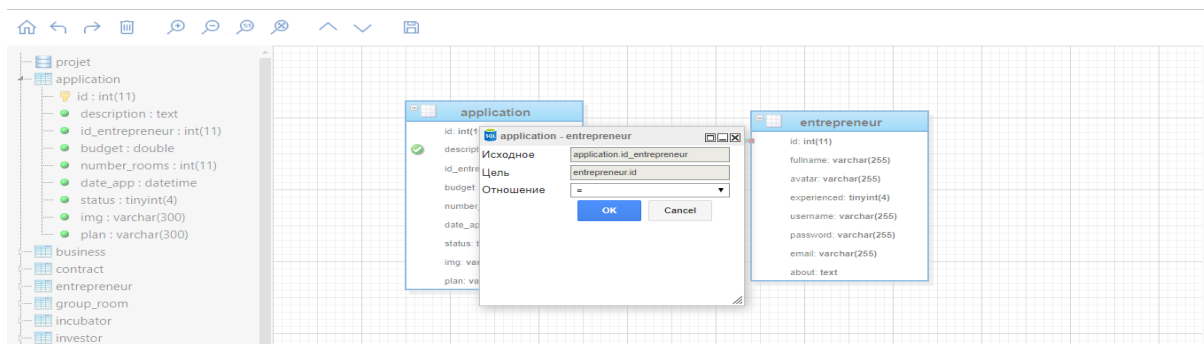 projet
application
id : int(11)
description : text
id_entrepreneur : int(11)
budget : double
number_rooms : int(11)
date_app : datetime
status : tinyint(4)
img : varchar(300)
plan : varchar(300)
business
contract
entrepreneur
group_room
incubator
investor
application
id: int(1
descript
id_entre
budget
number_
date_ap
status: t
img: var
plan: va
application - entrepreneur
Исходное application.id_entrepreneur
Цель entrepreneur.id
Отношение =
OK Cancel
entrepreneur
id: int(11)
fullname: varchar(255)
avatar: varchar(255)
experienced: tinyint(4)
username: varchar(255)
password: varchar(255)
email: varchar(255)
about: text